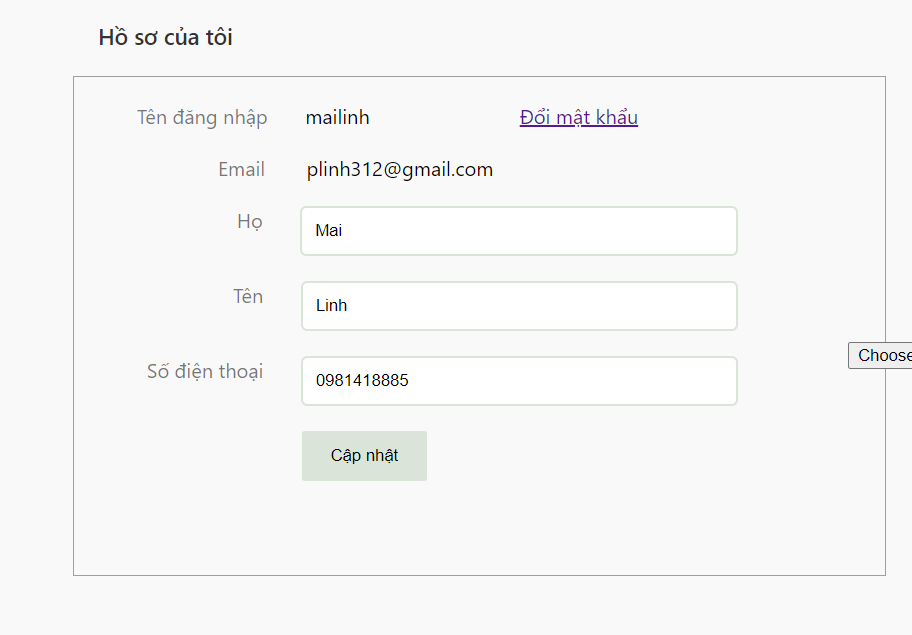 Hồ sơ của tôi
Tên đăng nhập mailinh Đổi mật khẩu
Email plinh312@gmail.com
Họ Mai
Tên Linh
Số điện thoại 0981418885
Choose
Cập nhật